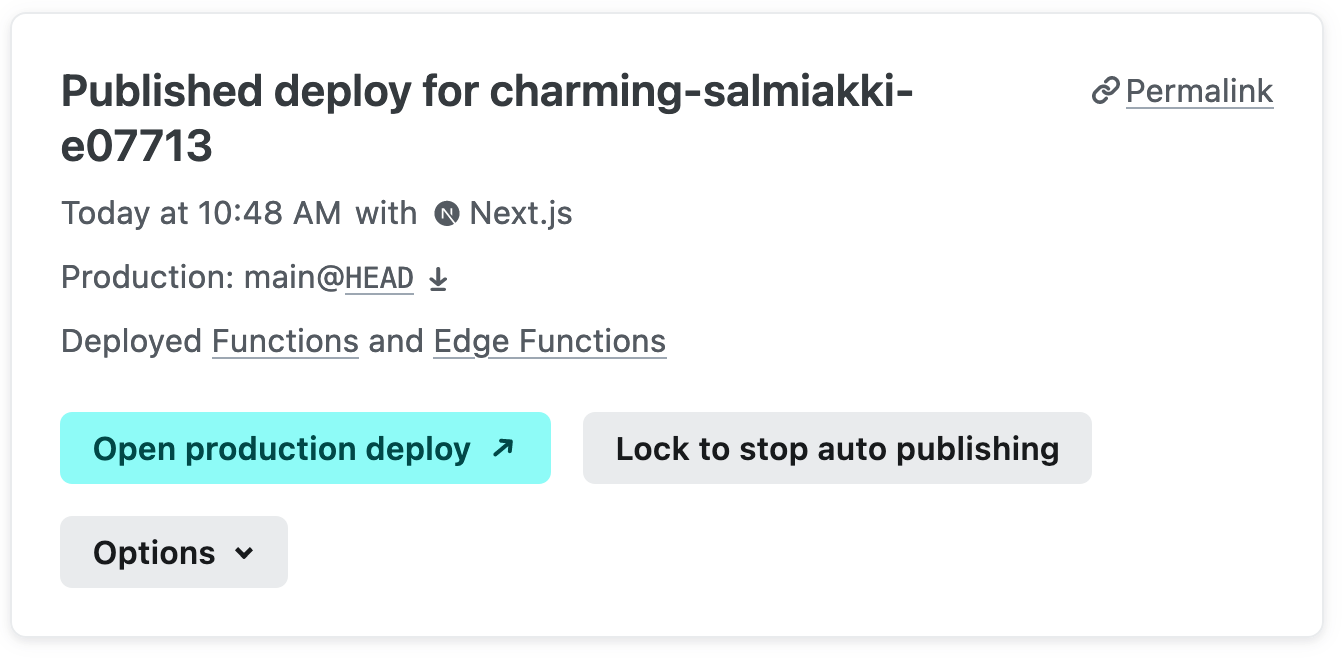 Published deploy for charming-salmiakki-
e07713
Permalink
Today at 10:48 AM with N Next.js
Production: main@HEAD
Deployed Functions and Edge Functions
Open production deploy
Lock to stop auto publishing
Options